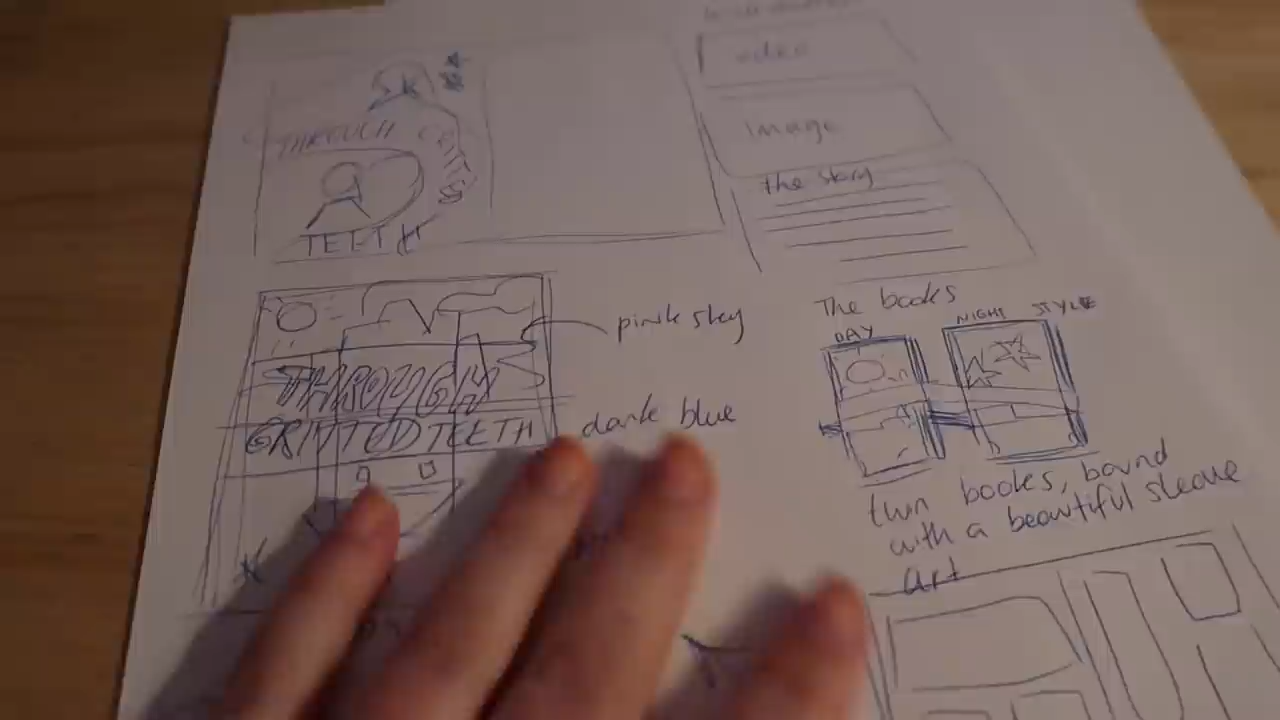 SK
THROUGH
TEETH
video
Image
the story
pink sky
THROUGH
GRITTED TEETH
dark blue
The books
DAY
NIGHT STYLE
twin books, bound
with a beautiful sleeve
art